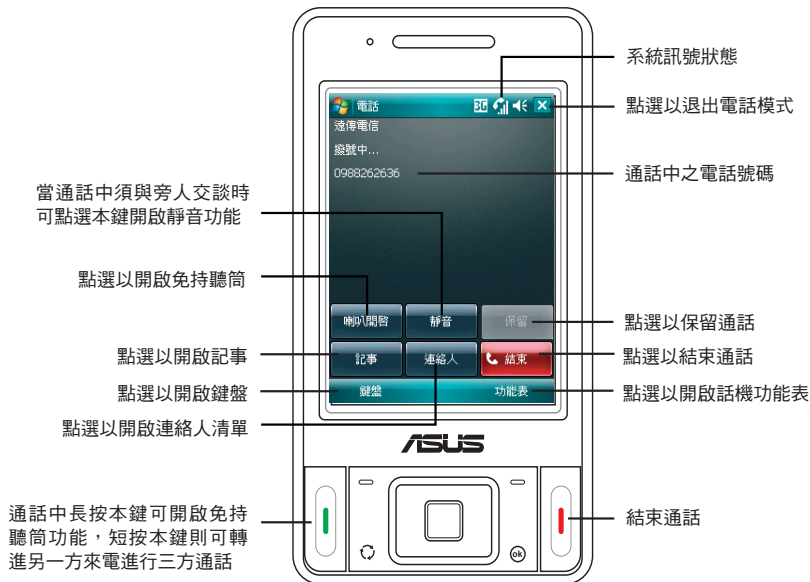 系統訊號狀態
電話
3G
點選以退出電話模式
遠傳電信
撥號中...
0988262636
通話中之電話號碼
當通話中須與旁人交談時
可點選本鍵開啟靜音功能
點選以開啟免持聽筒
喇叭開啓
靜音
保留
點選以保留通話
點選以開啟記事
記事
連絡人
結束
點選以結束通話
點選以開啟鍵盤
鍵盤
功能表
點選以開啟話機功能表
點選以開啟連絡人清單
ASUS
通話中長按本鍵可開啟免持
聽筒功能，短按本鍵則可轉
進另一方來電進行三方通話
ok
結束通話